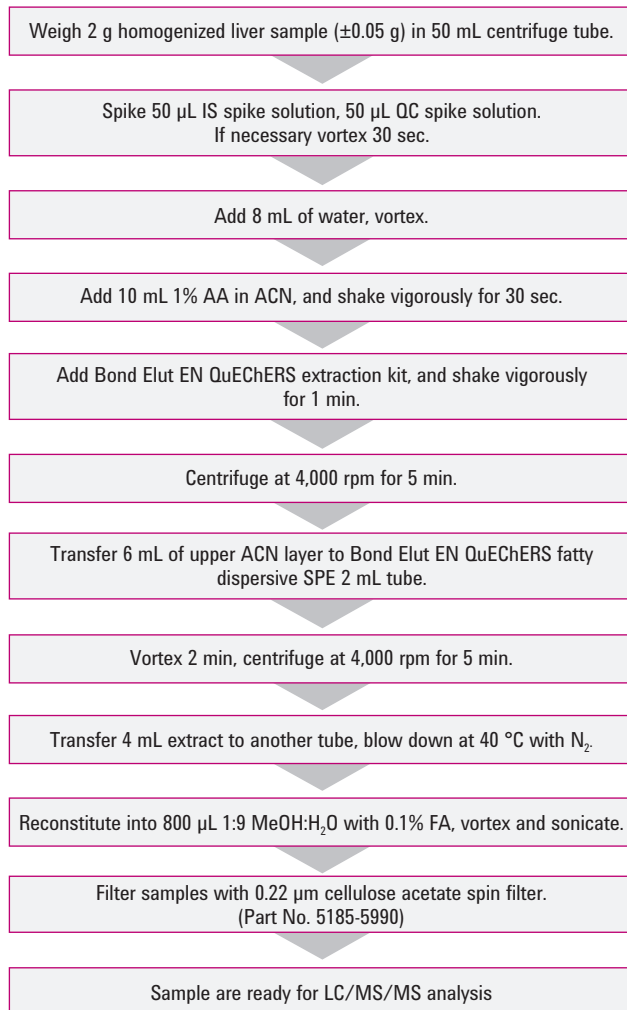 Weigh 2 g homogenized liver sample (±0.05 g) in 50 mL centrifuge tube.
Spike 50 µL IS spike solution, 50 µL QC spike solution.
If necessary vortex 30 sec.
Add 8 mL of water, vortex.
Add 10 mL 1% AA in ACN, and shake vigorously for 30 sec.
Add Bond Elut EN QuEChERS extraction kit, and shake vigorously
for 1 min.
Centrifuge at 4,000 rpm for 5 min.
Transfer 6 mL of upper ACN layer to Bond Elut EN QuEChERS fatty
dispersive SPE 2 mL tube.
Vortex 2 min, centrifuge at 4,000 rpm for 5 min.
Transfer 4 mL extract to another tube, blow down at 40 °C with N₂.
Reconstitute into 800 µL 1:9 MeOH:H₂O with 0.1% FA, vortex and sonicate.
Filter samples with 0.22 µm cellulose acetate spin filter.
(Part No. 5185-5990)
Sample are ready for LC/MS/MS analysis